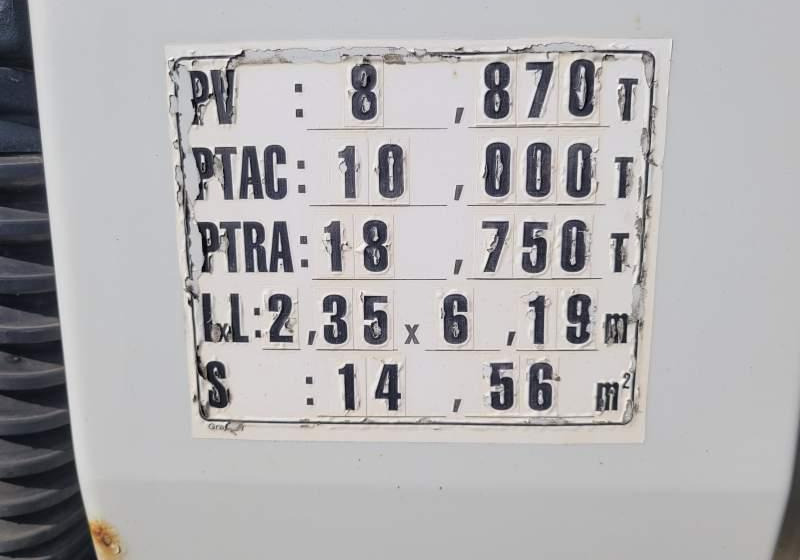 PV : 8,870 T
PTAC: 10,000 T
PTRA: 18,750 T
LxL: 2,35 x 6,19 m
S : 14,56 m²